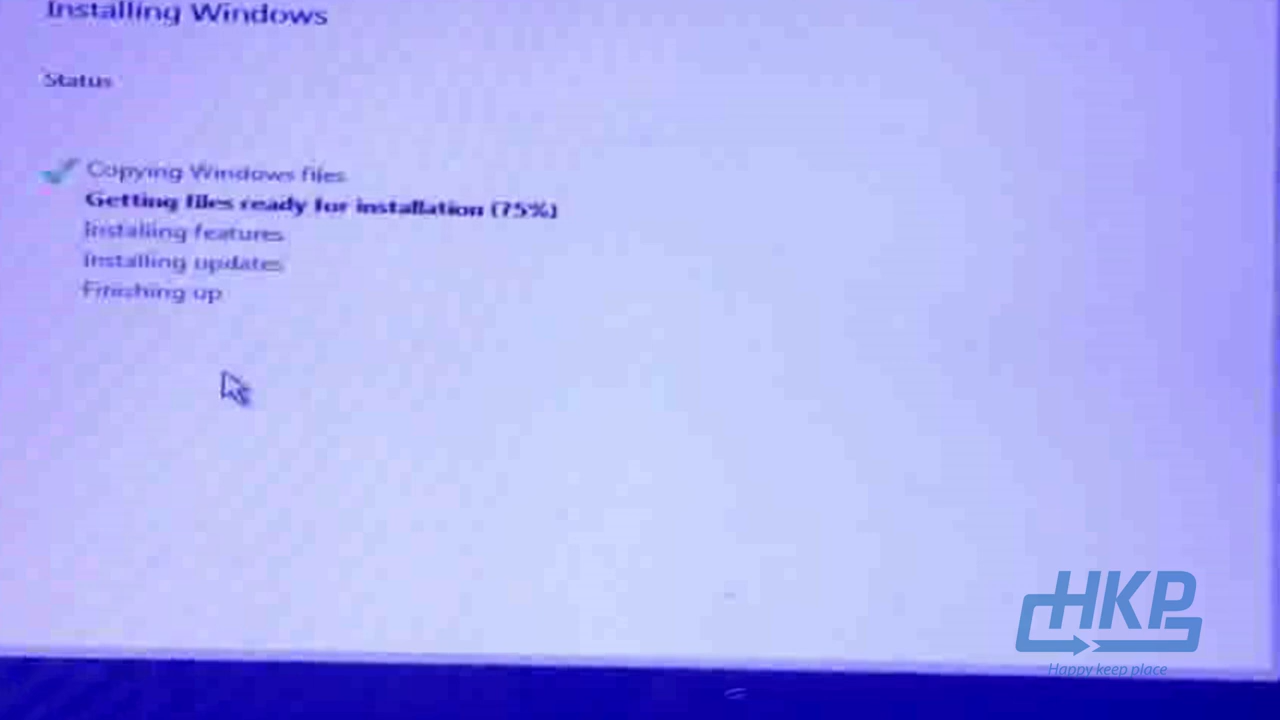 Installing Windows
Status
Copying Windows files
Getting files ready for installation (75%)
Installing features
Installing updates
Finishing up
HKP
Happy keep place